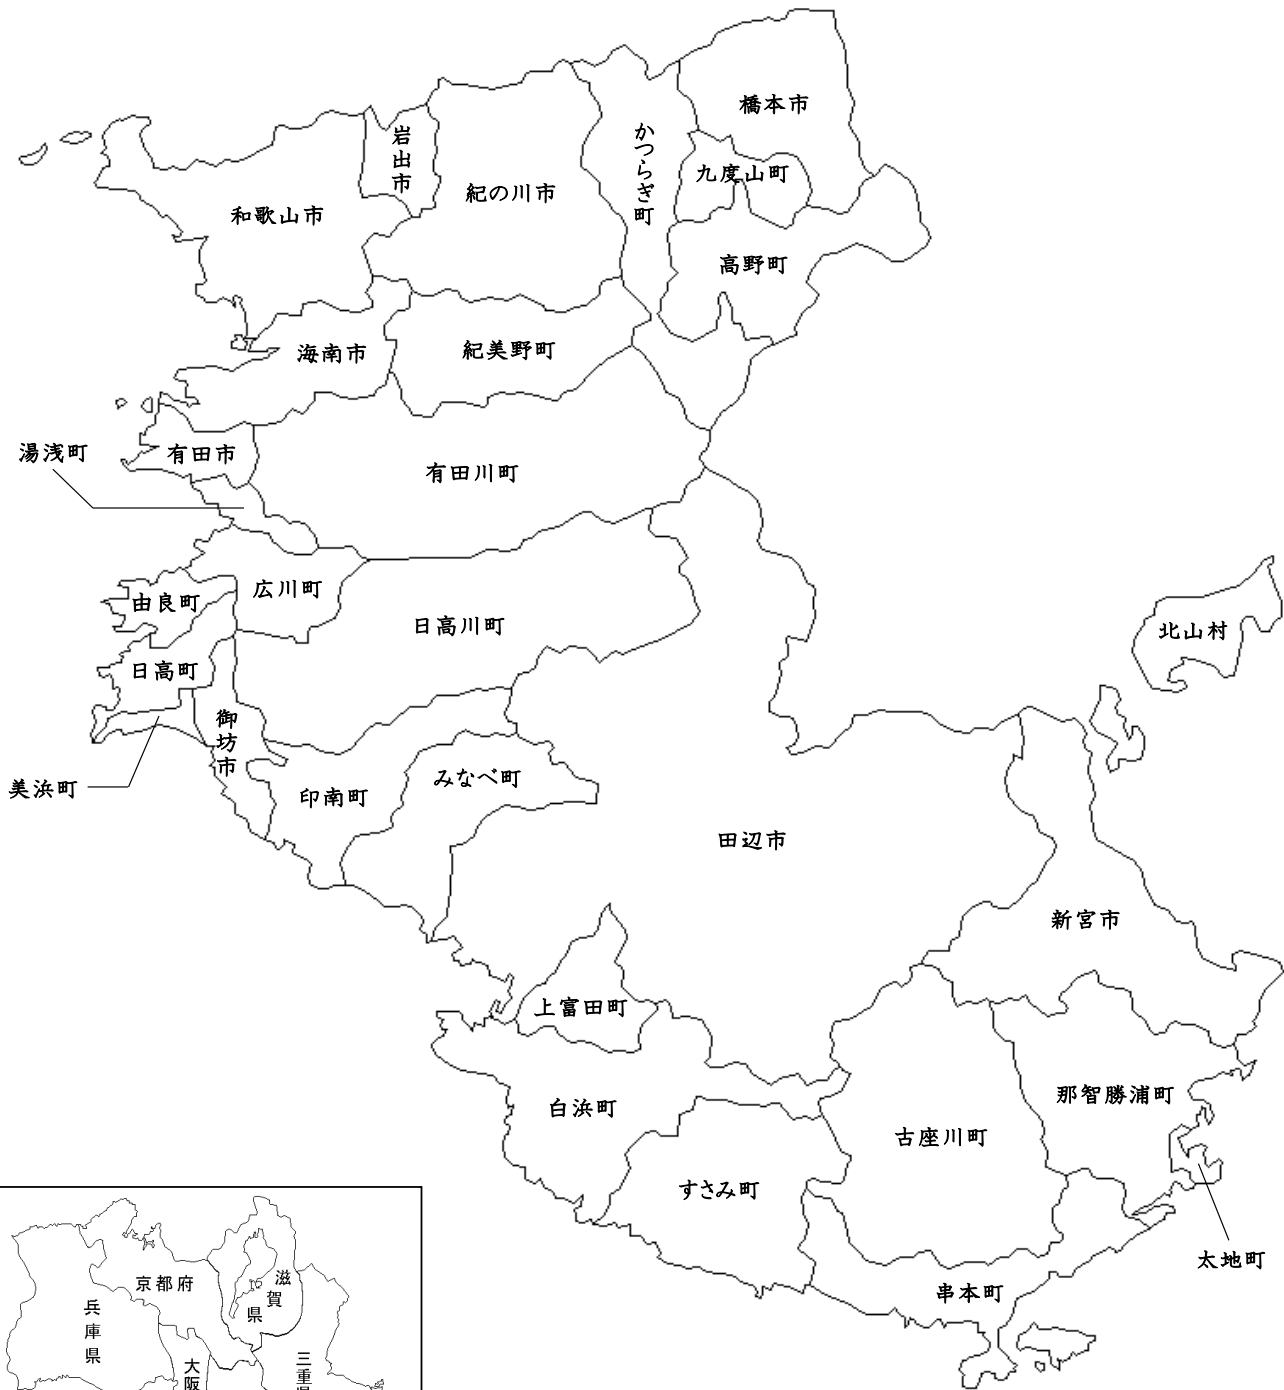 橋本市
岩出市
かつらぎ町
九度山町
紀の川市
和歌山市
高野町
海南市
紀美野町
湯浅町
有田市
有田川町
広川町
由良町
日高川町
北山村
日高町
御坊市
美浜町
みなべ町
印南町
田辺市
新宮市
上富田町
白浜町
那智勝浦町
古座川町
すさみ町
太地町
串本町
京都府
滋賀県
兵庫県
大阪
三重県